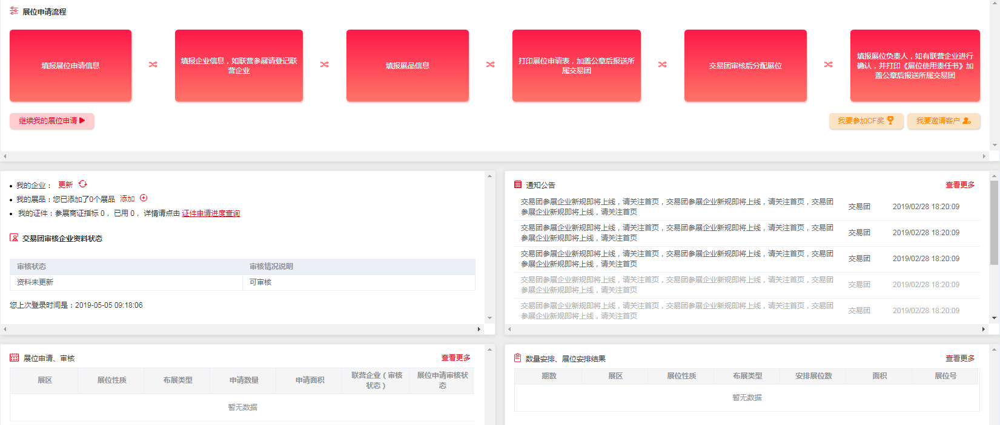 展位申请流程
填报展位申请信息
填报企业信息，如联营参展请登记联
营企业
填报展品信息
打印展位申请表，加盖公章后报送所
属交易团
交易团审核后分配展位
填报展位负责人，如有联营企业进行
确认，并打印《展位使用责任书》加
盖公章后报送所属交易团
继续我的展位申请
我要参加CF奖
我要邀请客户
我的企业： 更新
我的展品：您已添加了0个展品 添加
我的证件：参展商证指标 0， 已用 0， 详情请点击 证件申请进度查询
交易团审核企业资料状态
审核状态 审核情况说明
资料未更新 可审核
您上次登录时间是：2019-05-05 09:18:06
通知公告 查看更多
交易团参展企业新规即将上线，请关注首页，交易团参展企业新规即将上线，请关注首页，交易团
参展企业新规即将上线，请关注首页
交易团 2019/02/28 18:20:09
交易团参展企业新规即将上线，请关注首页，交易团参展企业新规即将上线，请关注首页，交易团
参展企业新规即将上线，请关注首页
交易团 2019/02/28 18:20:09
交易团参展企业新规即将上线，请关注首页，交易团参展企业新规即将上线，请关注首页，交易团
参展企业新规即将上线，请关注首页
交易团 2019/02/28 18:20:09
交易团参展企业新规即将上线，请关注首页，交易团参展企业新规即将上线，请关注首页，交易团
参展企业新规即将上线，请关注首页
交易团 2019/02/28 18:20:09
交易团参展企业新规即将上线，请关注首页，交易团参展企业新规即将上线，请关注首页，交易团
参展企业新规即将上线，请关注首页
交易团 2019/02/28 18:20:09
展位申请、审核 查看更多
展区 展位性质 布展类型 申请数量 申请面积
联营企业（审核
状态）
展位申请审核状
态
暂无数据
数量安排、展位安排结果 查看更多
期数 展区 展位性质 布展类型 安排展位数 面积 展位号
暂无数据